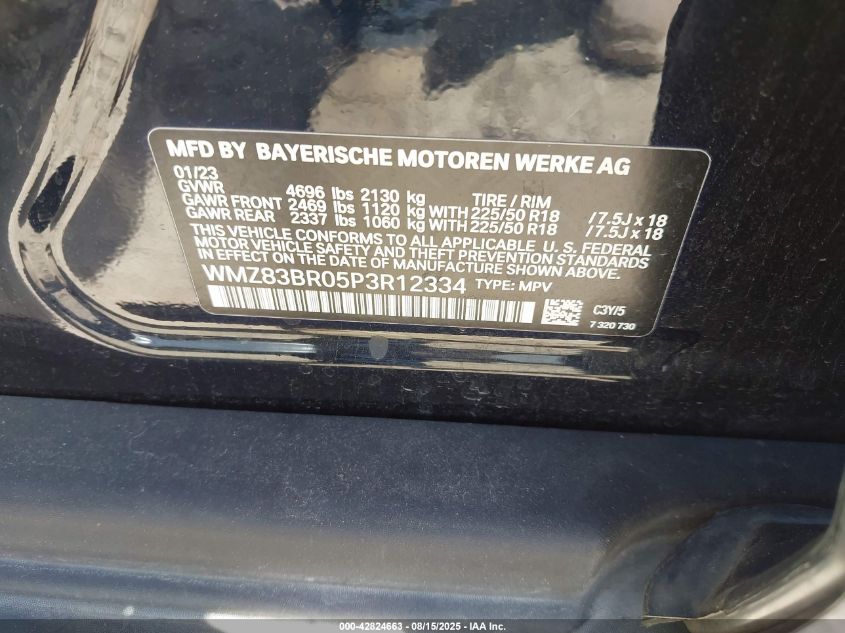 MFD BY BAYERISCHE MOTOREN WERKE AG
01/23
GVWR 4696 lbs 2130 kg TIRE / RIM
GAWR FRONT 2469 lbs 1120 kg WITH 225/50 R18 /7.5J x 18
GAWR REAR 2337 lbs 1060 kg WITH 225/50 R18 /7.5J x 18
THIS VEHICLE CONFORMS TO ALL APPLICABLE U. S. FEDERAL
MOTOR VEHICLE SAFETY AND THEFT PREVENTION STANDARDS
IN EFFECT ON THE DATE OF MANUFACTURE SHOWN ABOVE.
WMZ83BR05P3R12334 TYPE: MPV
C3Y/5
7 320 730
000-42824663 - 08/15/2025 - IAA Inc.